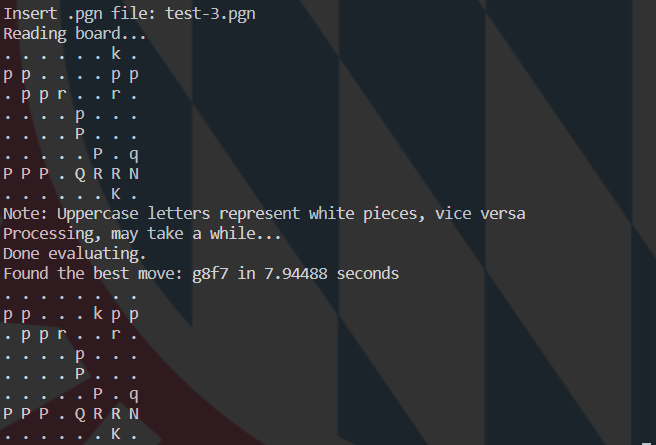 Insert .pgn file: test-3.pgn
Reading board...
. . . . . . k .
p p . . . . p p
. p p r . . r .
. . . . p . . .
. . . . P . . .
. . . . . P . q
P P P . Q R R N
. . . . . . K .
Note: Uppercase letters represent white pieces, vice versa
Processing, may take a while...
Done evaluating.
Found the best move: g8f7 in 7.94488 seconds
. . . . . . . .
p p . . . k p p
. p p r . . r .
. . . . p . . .
. . . . P . . .
. . . . . P . q
P P P . Q R R N
. . . . . . K .